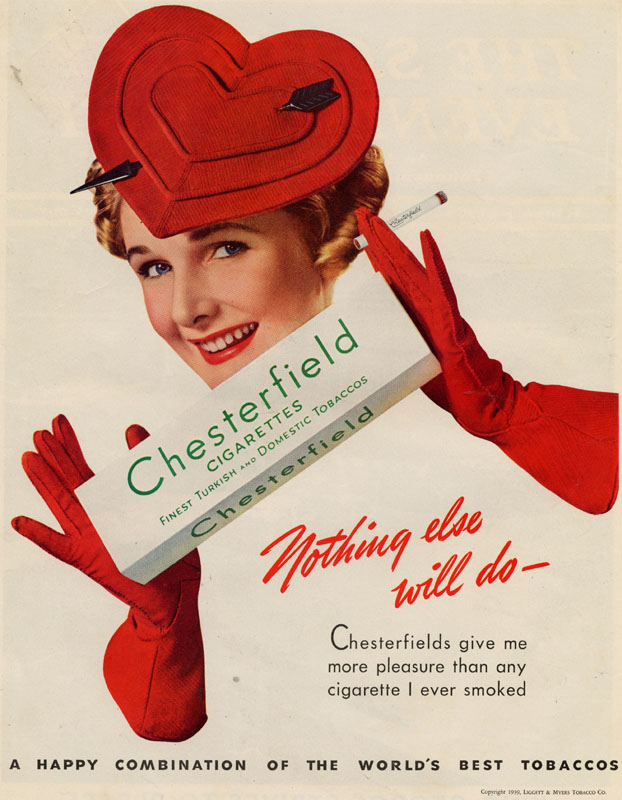 Chesterfield
Chesterfield
CIGARETTES
FINEST TURKISH AND DOMESTIC TOBACCOS
Chesterfield
Nothing else
will do—
Chesterfields give me
more pleasure than any
cigarette I ever smoked
A HAPPY COMBINATION OF THE WORLD'S BEST TOBACCOS
Copyright 1939, LIGGETT & MYERS TOBACCO CO.